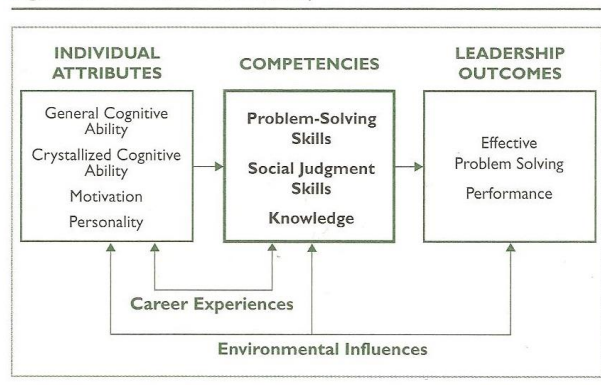 INDIVIDUAL
ATTRIBUTES
General Cognitive
Ability
Crystallized Cognitive
Ability
Motivation
Personality
COMPETENCIES
Problem-Solving
Skills
Social Judgment
Skills
Knowledge
LEADERSHIP
OUTCOMES
Effective
Problem Solving
Performance
Career Experiences
Environmental Influences